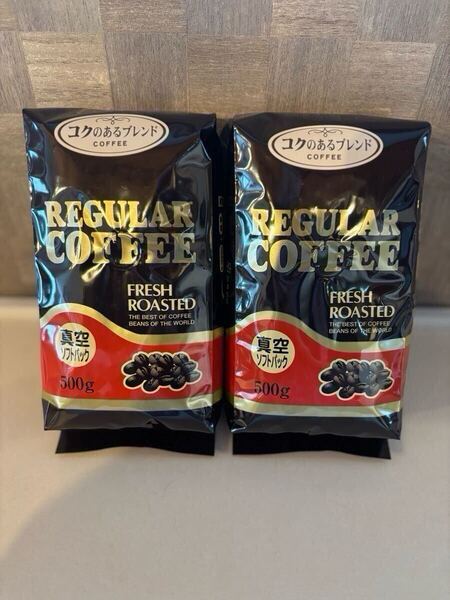 コクのあるブレンド
COFFEE
REGULAR
COFFEE
FRESH
ROASTED
THE BEST OF COFFEE
BEANS OF THE WORLD
真空
ソフトパック
500g
コクのあるブレンド
COFFEE
REGULAR
COFFEE
FRESH
ROASTED
THE BEST OF COFFEE
BEANS OF THE WORLD
真空
ソフトパック
500g